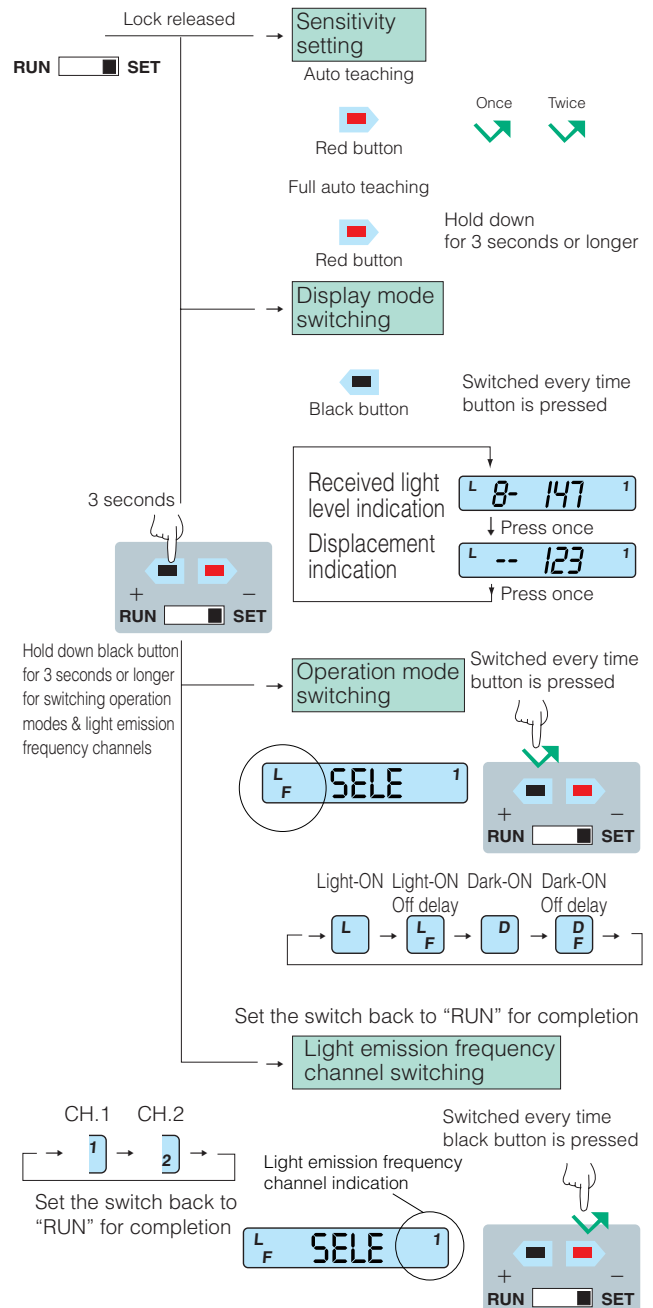 Lock released
RUN SET
Sensitivity
setting
Auto teaching
Once Twice
Red button
Full auto teaching
Hold down
for 3 seconds or longer
Red button
Display mode
switching
Switched every time
button is pressed
Black button
Received light
level indication
L 8- 147 1
Press once
Displacement
indication
L -- 123 1
Press once
3 seconds
+ −
RUN SET
Hold down black button
for 3 seconds or longer
for switching operation
modes & light emission
frequency channels
Operation mode
switching
Switched every time
button is pressed
L F SELE 1
+ −
RUN SET
Light-ON Light-ON Dark-ON Dark-ON
Off delay Off delay
L L D D
F F
Set the switch back to “RUN” for completion
Light emission frequency
channel switching
CH.1 CH.2
1 2
Set the switch back to
“RUN” for completion
Switched every time
black button is pressed
Light emission frequency
channel indication
L F SELE 1
+ −
RUN SET